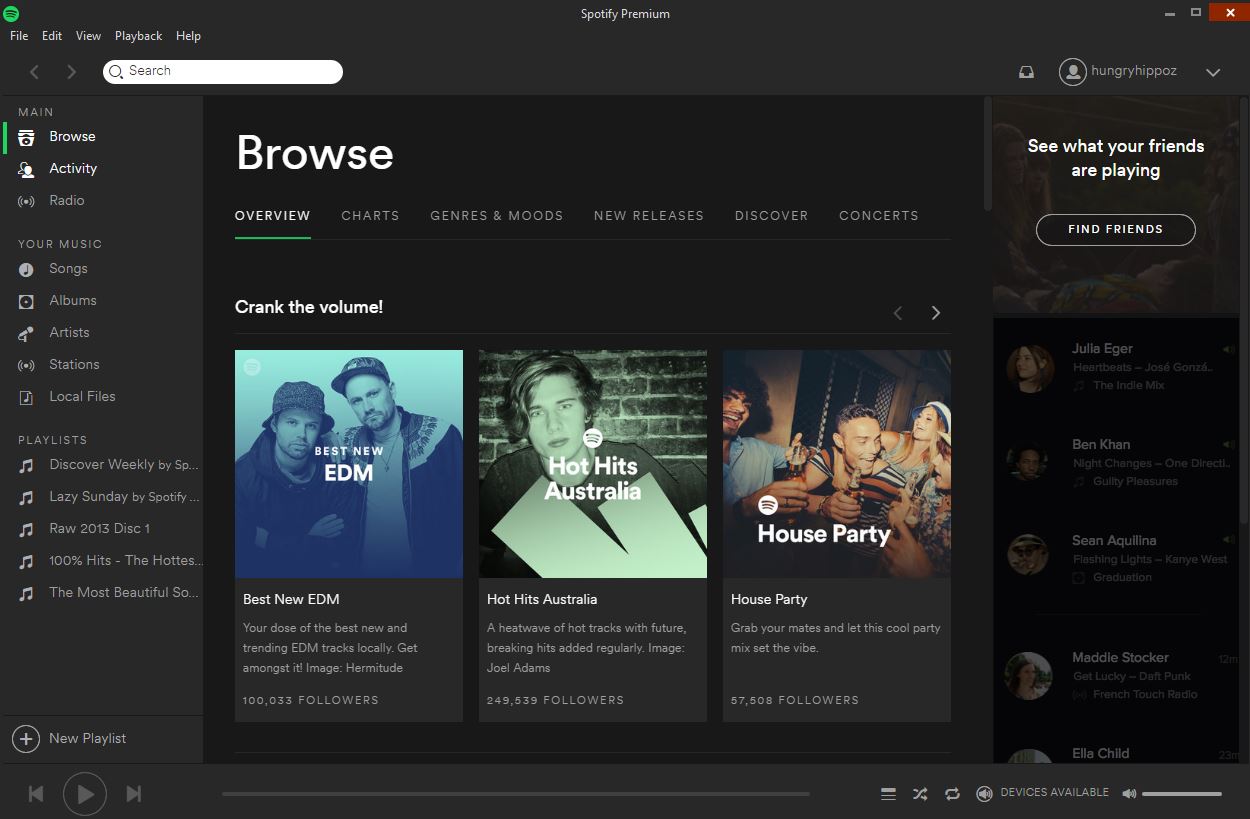 Spotify Premium
File Edit View Playback Help
Search
hungryhippoz
MAIN
Browse
Activity
Radio
YOUR MUSIC
Songs
Albums
Artists
Stations
Local Files
PLAYLISTS
Discover Weekly by Sp...
Lazy Sunday by Spotify ...
Raw 2013 Disc 1
100% Hits - The Hottes...
The Most Beautiful So...
New Playlist
Browse
OVERVIEW CHARTS GENRES & MOODS NEW RELEASES DISCOVER CONCERTS
Crank the volume!
BEST NEW
EDM
Best New EDM
Your dose of the best new and
trending EDM tracks locally. Get
amongst it! Image: Hermitude
100,033 FOLLOWERS
Hot Hits
Australia
Hot Hits Australia
A heatwave of hot tracks with future,
breaking hits added regularly. Image:
Joel Adams
249,539 FOLLOWERS
House Party
House Party
Grab your mates and let this cool party
mix set the vibe.
57,508 FOLLOWERS
See what your friends
are playing
FIND FRIENDS
Julia Eger
Heartbeats – José Gonzá..
The Indie Mix
Ben Khan
Night Changes – One Directi..
Guilty Pleasures
Sean Aquilina
Flashing Lights – Kanye West
Graduation
Maddie Stocker 12m
Get Lucky – Daft Punk
French Touch Radio
Ella Child 23m
DEVICES AVAILABLE